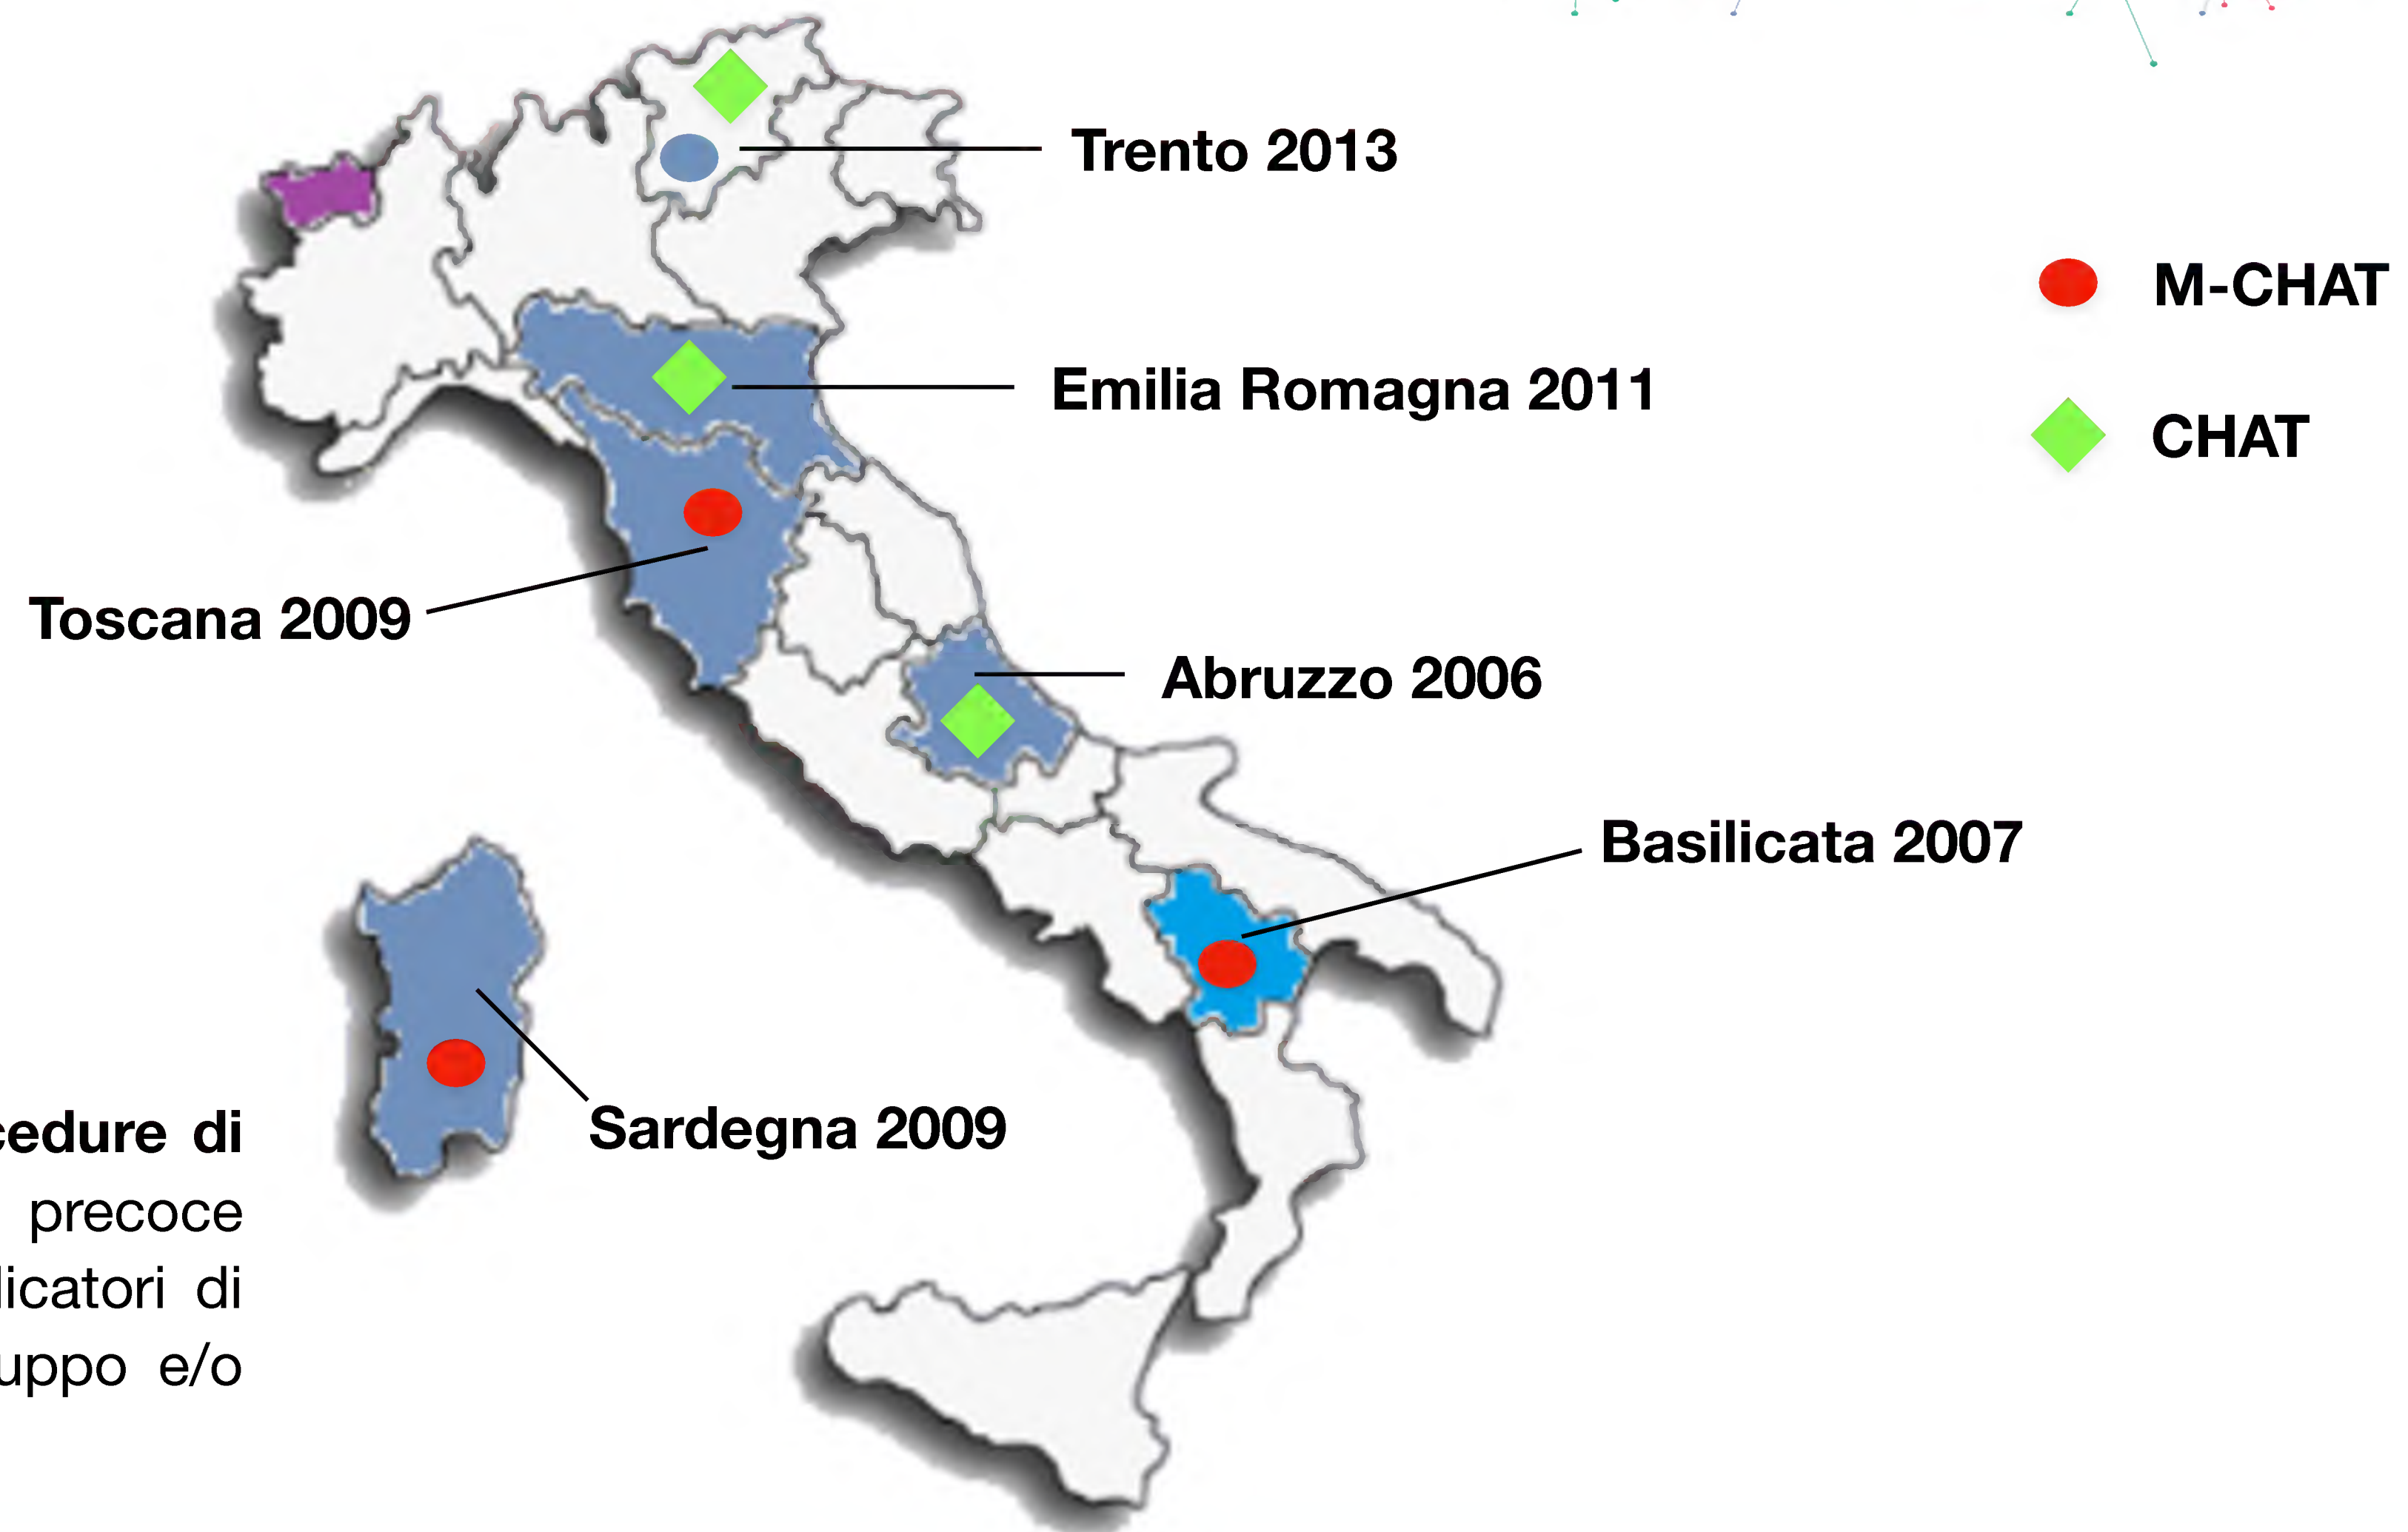 Trento 2013
M-CHAT
Emilia Romagna 2011
CHAT
Toscana 2009
Abruzzo 2006
Basilicata 2007
Sardegna 2009
cedure di
precoce
licatori di
uppo e/o